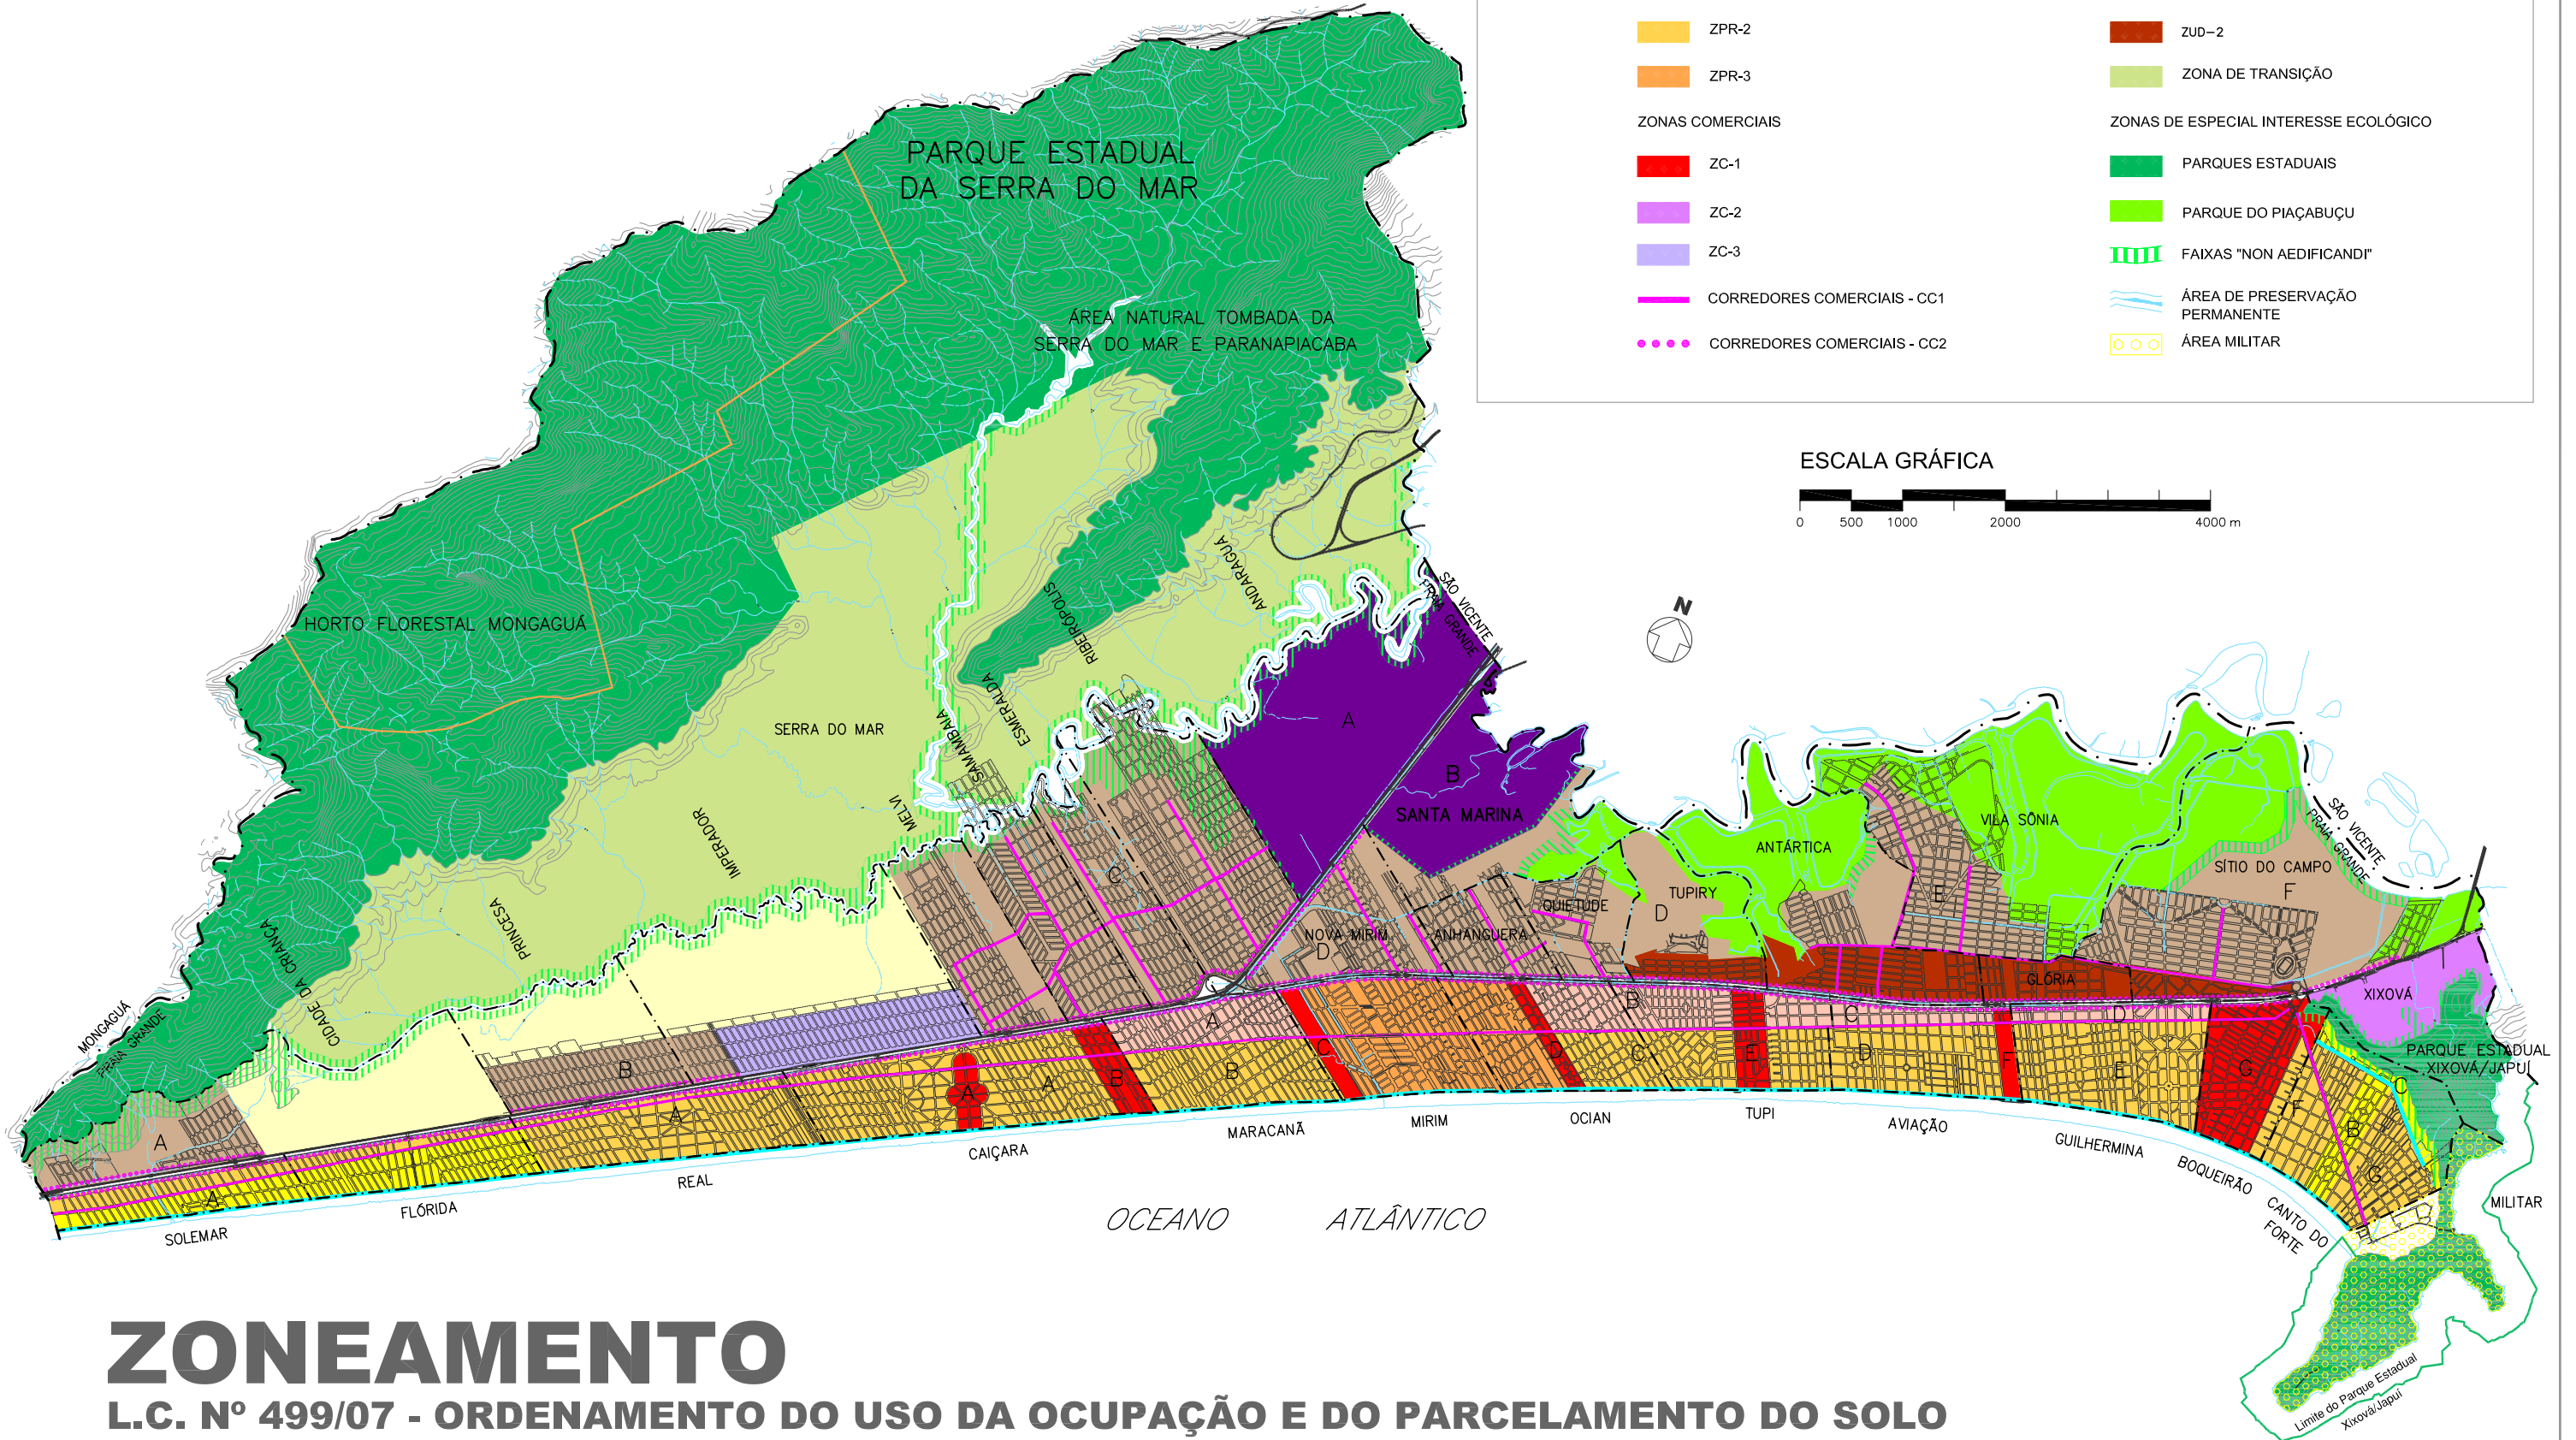 ZPR-2
ZPR-3
ZONAS COMERCIAIS
ZC-1
ZC-2
ZC-3
CORREDORES COMERCIAIS - CC1
CORREDORES COMERCIAIS - CC2
ZUD-2
ZONA DE TRANSIÇÃO
ZONAS DE ESPECIAL INTERESSE ECOLÓGICO
PARQUES ESTADUAIS
PARQUE DO PIAÇABUÇU
FAIXAS "NON AEDIFICANDI"
ÁREA DE PRESERVAÇÃO
PERMANENTE
ÁREA MILITAR
ESCALA GRÁFICA
0 500 1000 2000 4000 m
N
PARQUE ESTADUAL
DA SERRA DO MAR
ÁREA NATURAL TOMBADA DA
SERRA DO MAR E PARANAPIACABA
HORTO FLORESTAL MONGAGUÁ
SERRA DO MAR
ANDARAGUÁ
RIBEIRÓPOLIS
ESMERALDA
SAMAMBAIA
MELVI
IMPERADOR
PRINCESA
CIDADE DA CRIANÇA
MONGAGUÁ
PRAIA GRANDE
SÃO VICENTE
PRAIA GRANDE
A
B
SANTA MARINA
C
ANTÁRTICA
VILA SÔNIA
SÍTIO DO CAMPO
F
SÃO VICENTE
PRAIA GRANDE
TUPIRY
D
QUIETUDE
E
NOVA MIRIM
D
ANHANGUERA
GLÓRIA
XIXOVÁ
PARQUE ESTADUAL
XIXOVÁ/JAPUÍ
A
B
A
B
C
D
A
A
A
A
B
B
C
D
C
E
D
F
E
G
F
B
C
G
SOLEMAR
FLÓRIDA
REAL
CAIÇARA
MARACANÃ
MIRIM
OCIAN
TUPI
AVIAÇÃO
GUILHERMINA
BOQUEIRÃO
CANTO DO
FORTE
MILITAR
OCEANO ATLÂNTICO
Limite do Parque Estadual
Xixová/Japuí
ZONEAMENTO
L.C. Nº 499/07 - ORDENAMENTO DO USO DA OCUPAÇÃO E DO PARCELAMENTO DO SOLO